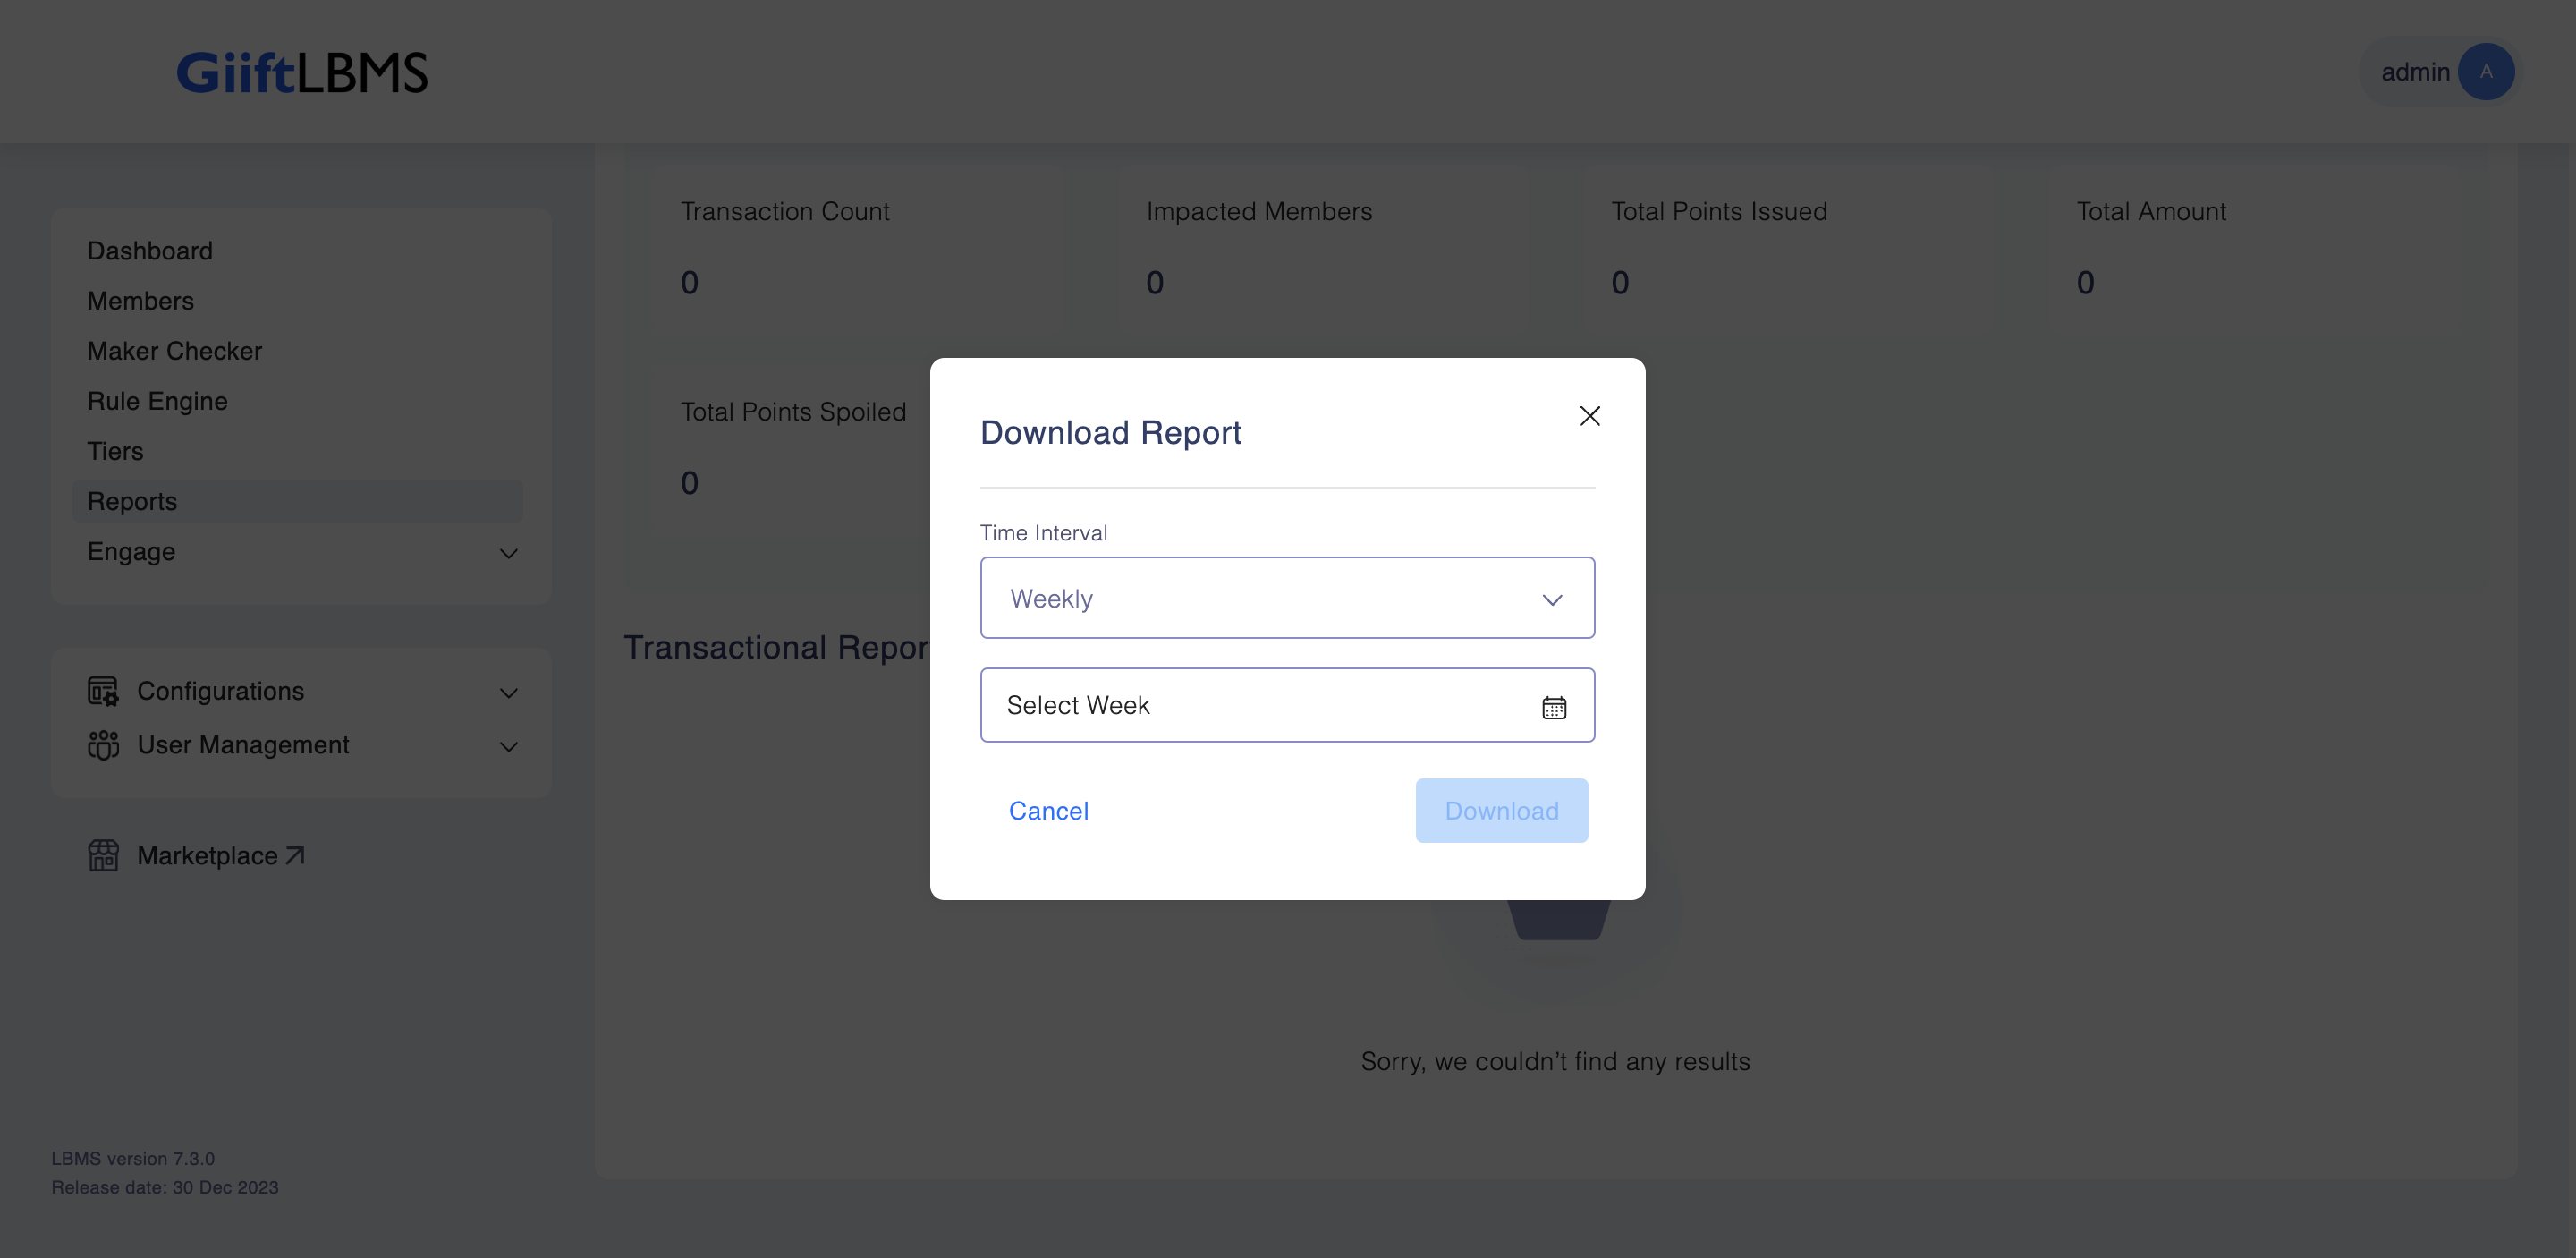 GiiftLBMS
admin A
Dashboard
Members
Maker Checker
Rule Engine
Tiers
Reports
Engage
Configurations
User Management
Marketplace
LBMS version 7.3.0
Release date: 30 Dec 2023
Transaction Count
0
Impacted Members
0
Total Points Issued
0
Total Amount
0
Total Points Spoiled
0
Transactional Repor
Sorry, we couldn't find any results
Download Report
Time Interval
Weekly
Select Week
Cancel
Download